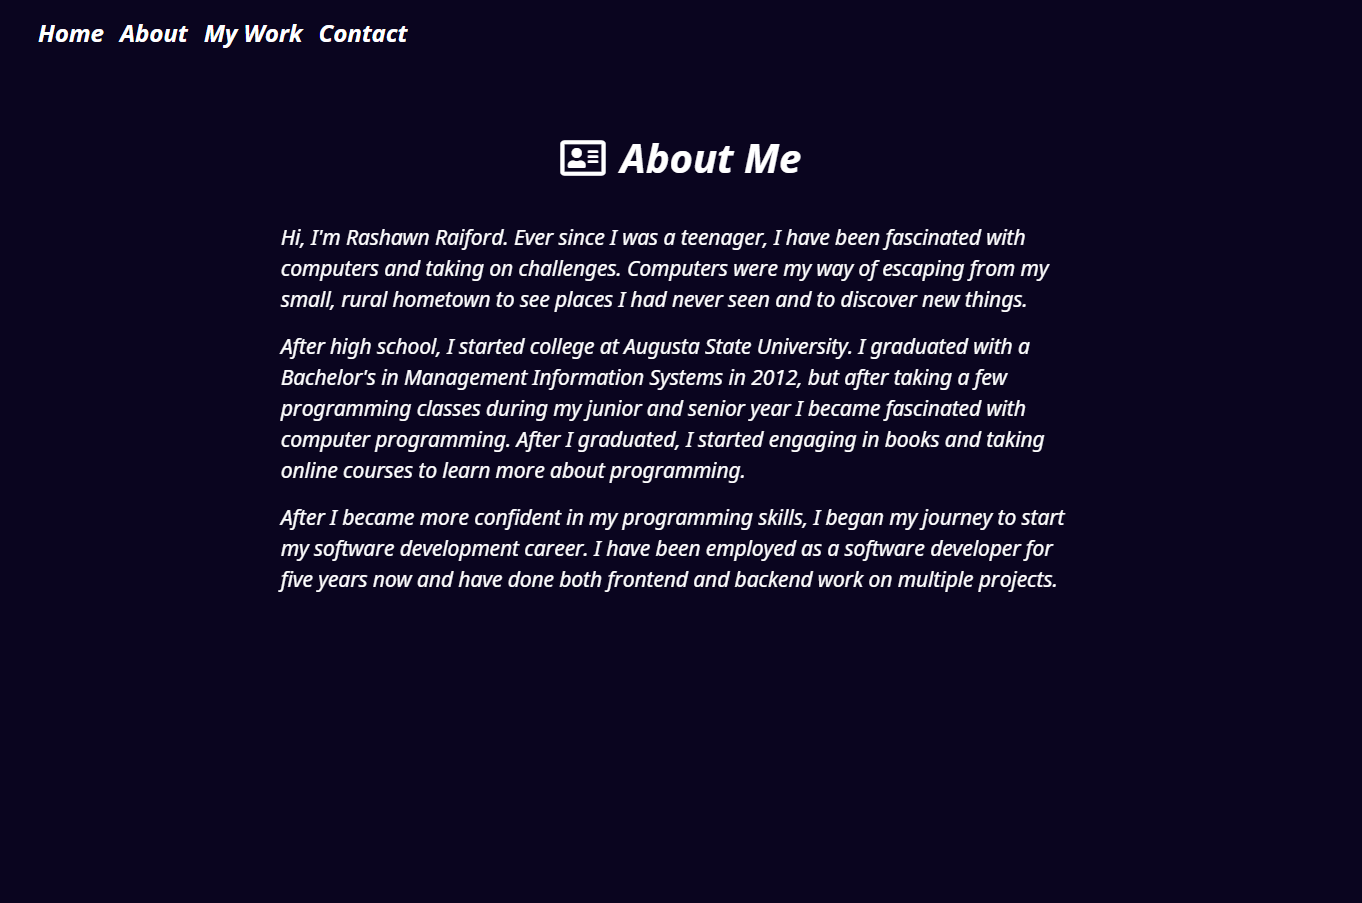 Home About My Work Contact
About Me
Hi, I'm Rashawn Raiford. Ever since I was a teenager, I have been fascinated with
computers and taking on challenges. Computers were my way of escaping from my
small, rural hometown to see places I had never seen and to discover new things.
After high school, I started college at Augusta State University. I graduated with a
Bachelor's in Management Information Systems in 2012, but after taking a few
programming classes during my junior and senior year I became fascinated with
computer programming. After I graduated, I started engaging in books and taking
online courses to learn more about programming.
After I became more confident in my programming skills, I began my journey to start
my software development career. I have been employed as a software developer for
five years now and have done both frontend and backend work on multiple projects.